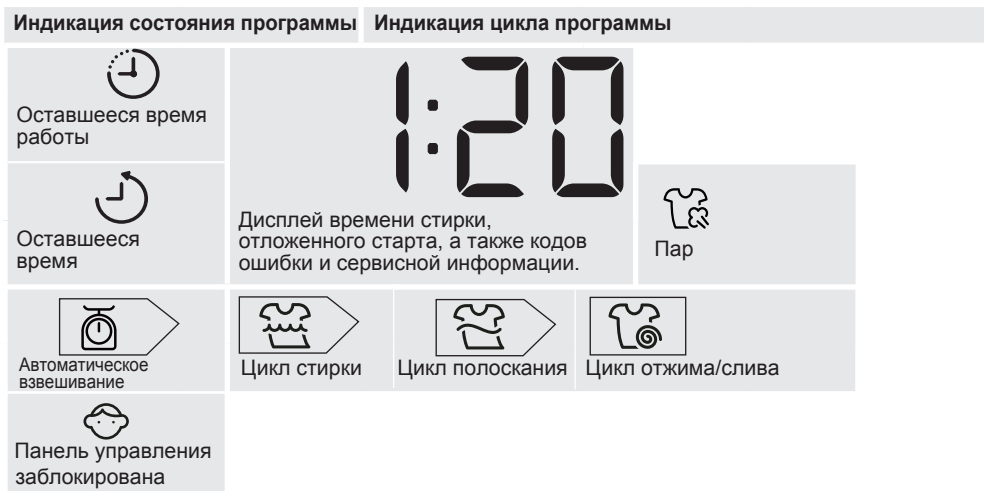 Индикация состояния программы
Индикация цикла программы
Оставшееся время
работы
1:20
Оставшееся
время
Дисплей времени стирки,
отложенного старта, а также кодов
ошибки и сервисной информации.
Пар
Автоматическое
взвешивание
Цикл стирки
Цикл полоскания
Цикл отжима/слива
Панель управления
заблокирована